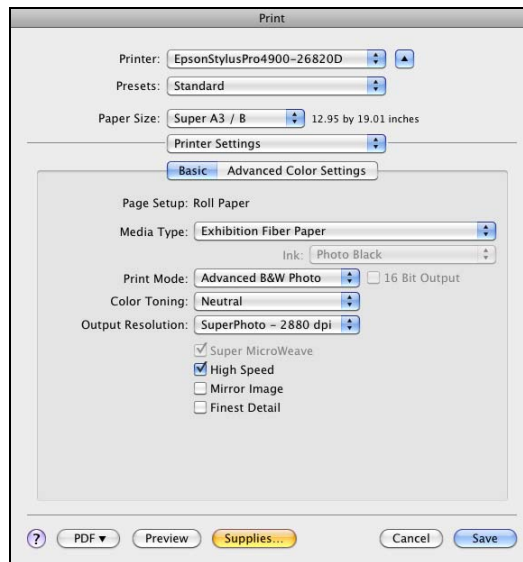 Print
Printer: EpsonStylusPro4900-26820D
Presets: Standard
Paper Size: Super A3 / B 12.95 by 19.01 inches
Printer Settings
Basic Advanced Color Settings
Page Setup: Roll Paper
Media Type: Exhibition Fiber Paper
Ink: Photo Black
Print Mode: Advanced B&W Photo 16 Bit Output
Color Toning: Neutral
Output Resolution: SuperPhoto - 2880 dpi
Super MicroWeave
High Speed
Mirror Image
Finest Detail
? PDF ▾ Preview Supplies... Cancel Save